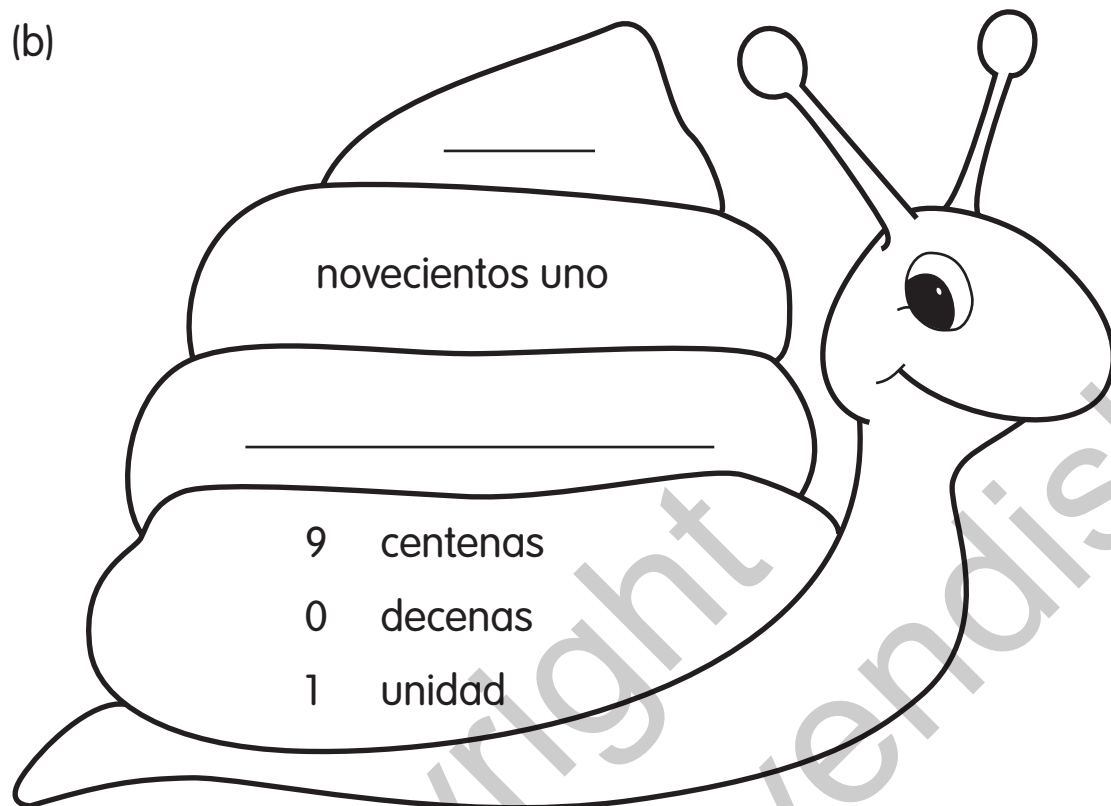 (b)
novecientos uno
9 centenas
0 decenas
1 unidad